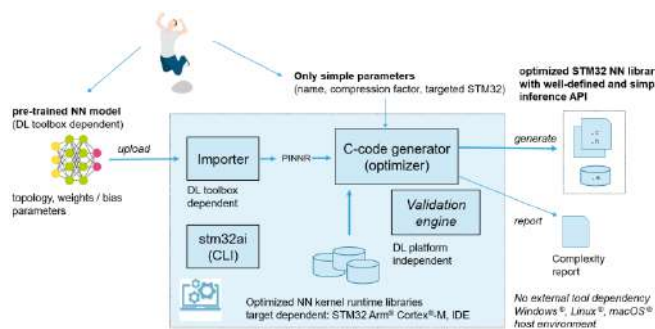 Only simple parameters
(name, compression factor, targeted STM32)
optimized STM32 NN librar
with well-defined and simp
inference API
pre-trained NN model
(DL toolbox dependent)
upload
Importer
PINNR
C-code generator
(optimizer)
generate
.c
.h
.a
topology, weights / bias
parameters
DL toolbox
dependent
Validation
engine
report
stm32ai
(CLI)
DL platform
independent
Complexity
report
Optimized NN kernel runtime libraries
target dependent: STM32 Arm® Cortex®-M, IDE
No external tool dependency
Windows®, Linux®, macOS®
host environment